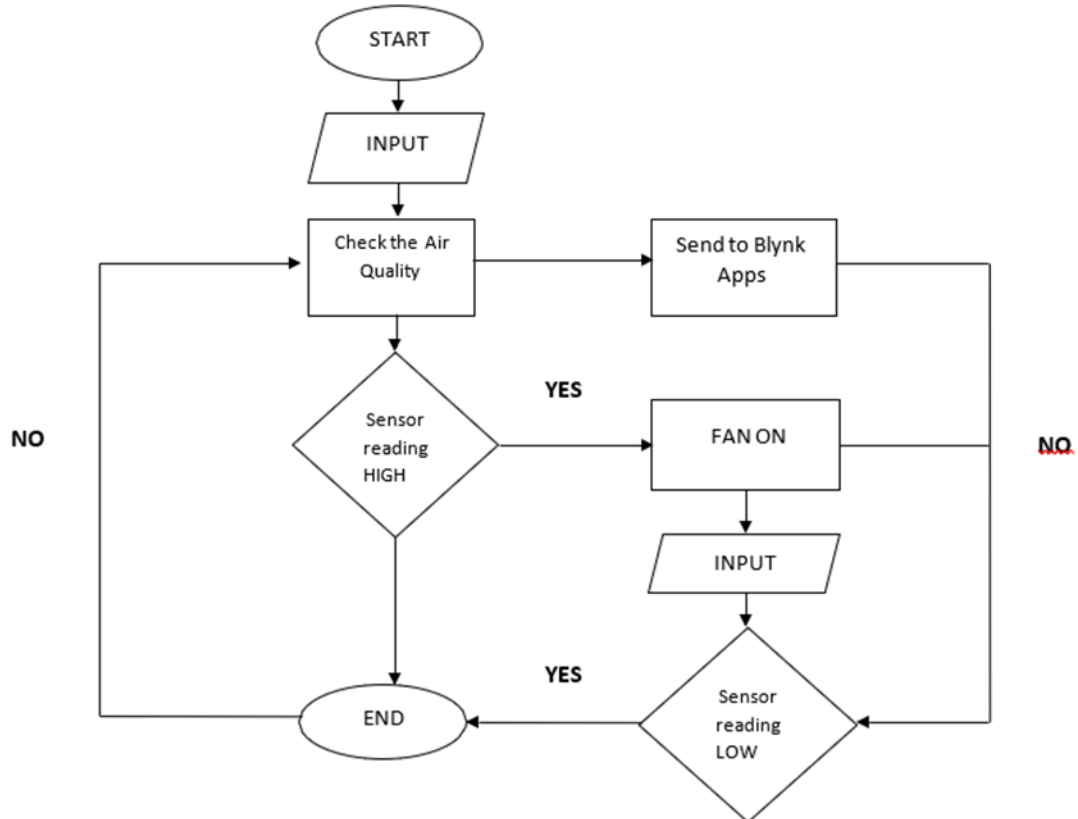 START
INPUT
Check the Air
Quality
Send to Blynk
Apps
YES
NO
Sensor
reading
HIGH
FAN ON
NO
INPUT
YES
END
Sensor
reading
LOW